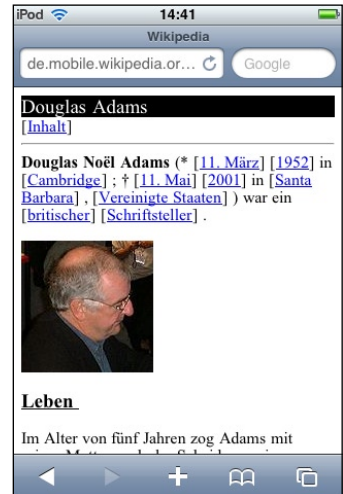 iPod 14:41
Wikipedia
de.mobile.wikipedia.or... Google
Douglas Adams
[Inhalt]
Douglas Noël Adams (* [11. März] [1952] in
[Cambridge] ; † [11. Mai] [2001] in [Santa
Barbara] , [Vereinigte Staaten] ) war ein
[britischer] [Schriftsteller] .
Leben
Im Alter von fünf Jahren zog Adams mit